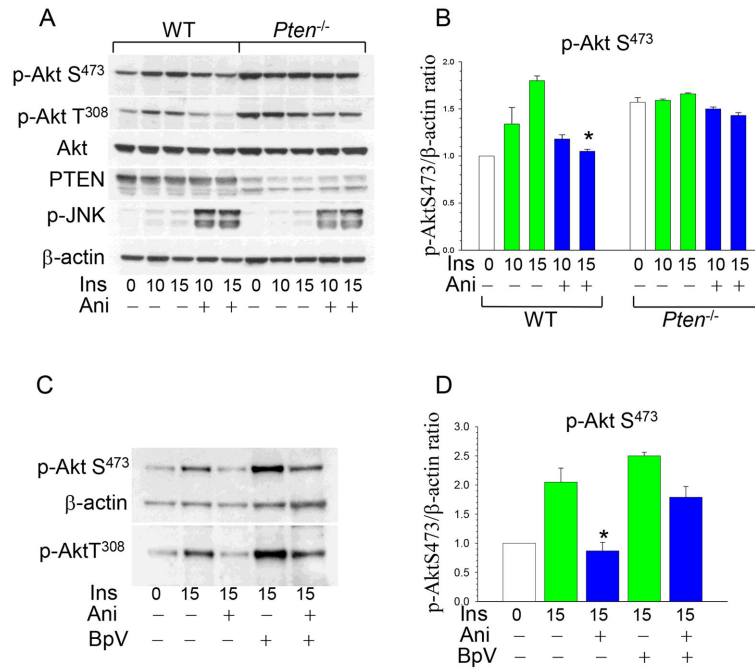 A
WT Pten-/-
p-Akt S473
p-Akt T308
Akt
PTEN
p-JNK
β-actin
Ins 0 10 15 10 15 0 10 15 10 15
Ani − − − + + − − − + +
B
p-Akt S473
p-AktS473/β-actin ratio
2.0
1.5
1.0
0.5
0.0
*
Ins 0 10 15 10 15 0 10 15 10 15
Ani − − − + + − − − + +
WT Pten-/-
C
p-Akt S473
β-actin
p-AktT308
Ins 0 15 15 15 15
Ani − − + − +
BpV − − − + +
D
p-Akt S473
p-AktS473/β-actin ratio
3.0
2.5
2.0
1.5
1.0
0.5
0.0
*
Ins 0 15 15 15 15
Ani − − + − +
BpV − − − + +